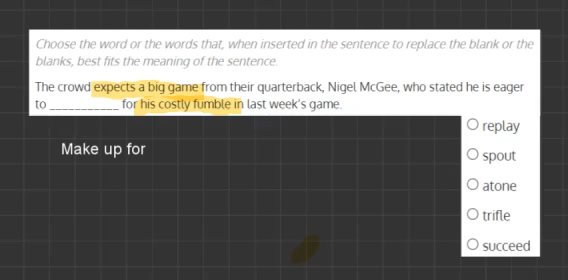 Choose the word or the words that, when inserted in the sentence to replace the blank or the
blanks, best fits the meaning of the sentence.
The crowd expects a big game from their quarterback, Nigel McGee, who stated he is eager
to ___________ for his costly fumble in last week's game.
Make up for
replay
spout
atone
trifle
succeed